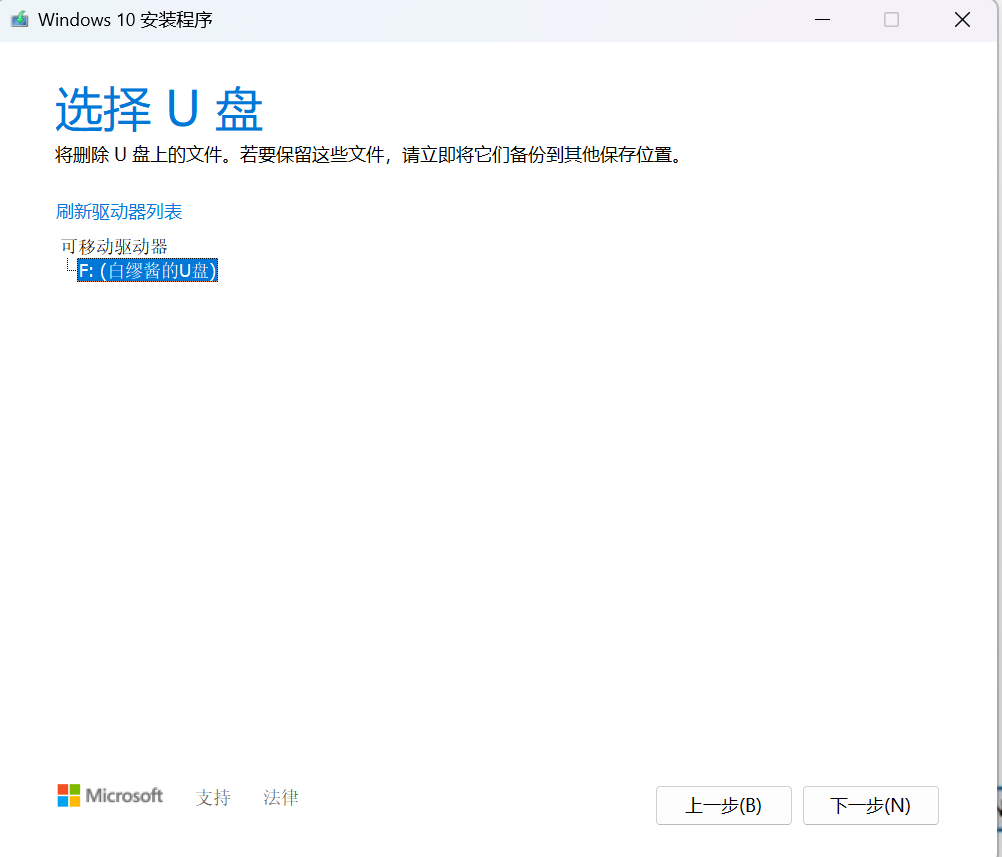 Windows 10 安装程序
选择 U 盘
将删除 U 盘上的文件。若要保留这些文件，请立即将它们备份到其他保存位置。
刷新驱动器列表
可移动驱动器
F: (白缪酱的U盘)
Microsoft 支持 法律 上一步(B) 下一步(N)